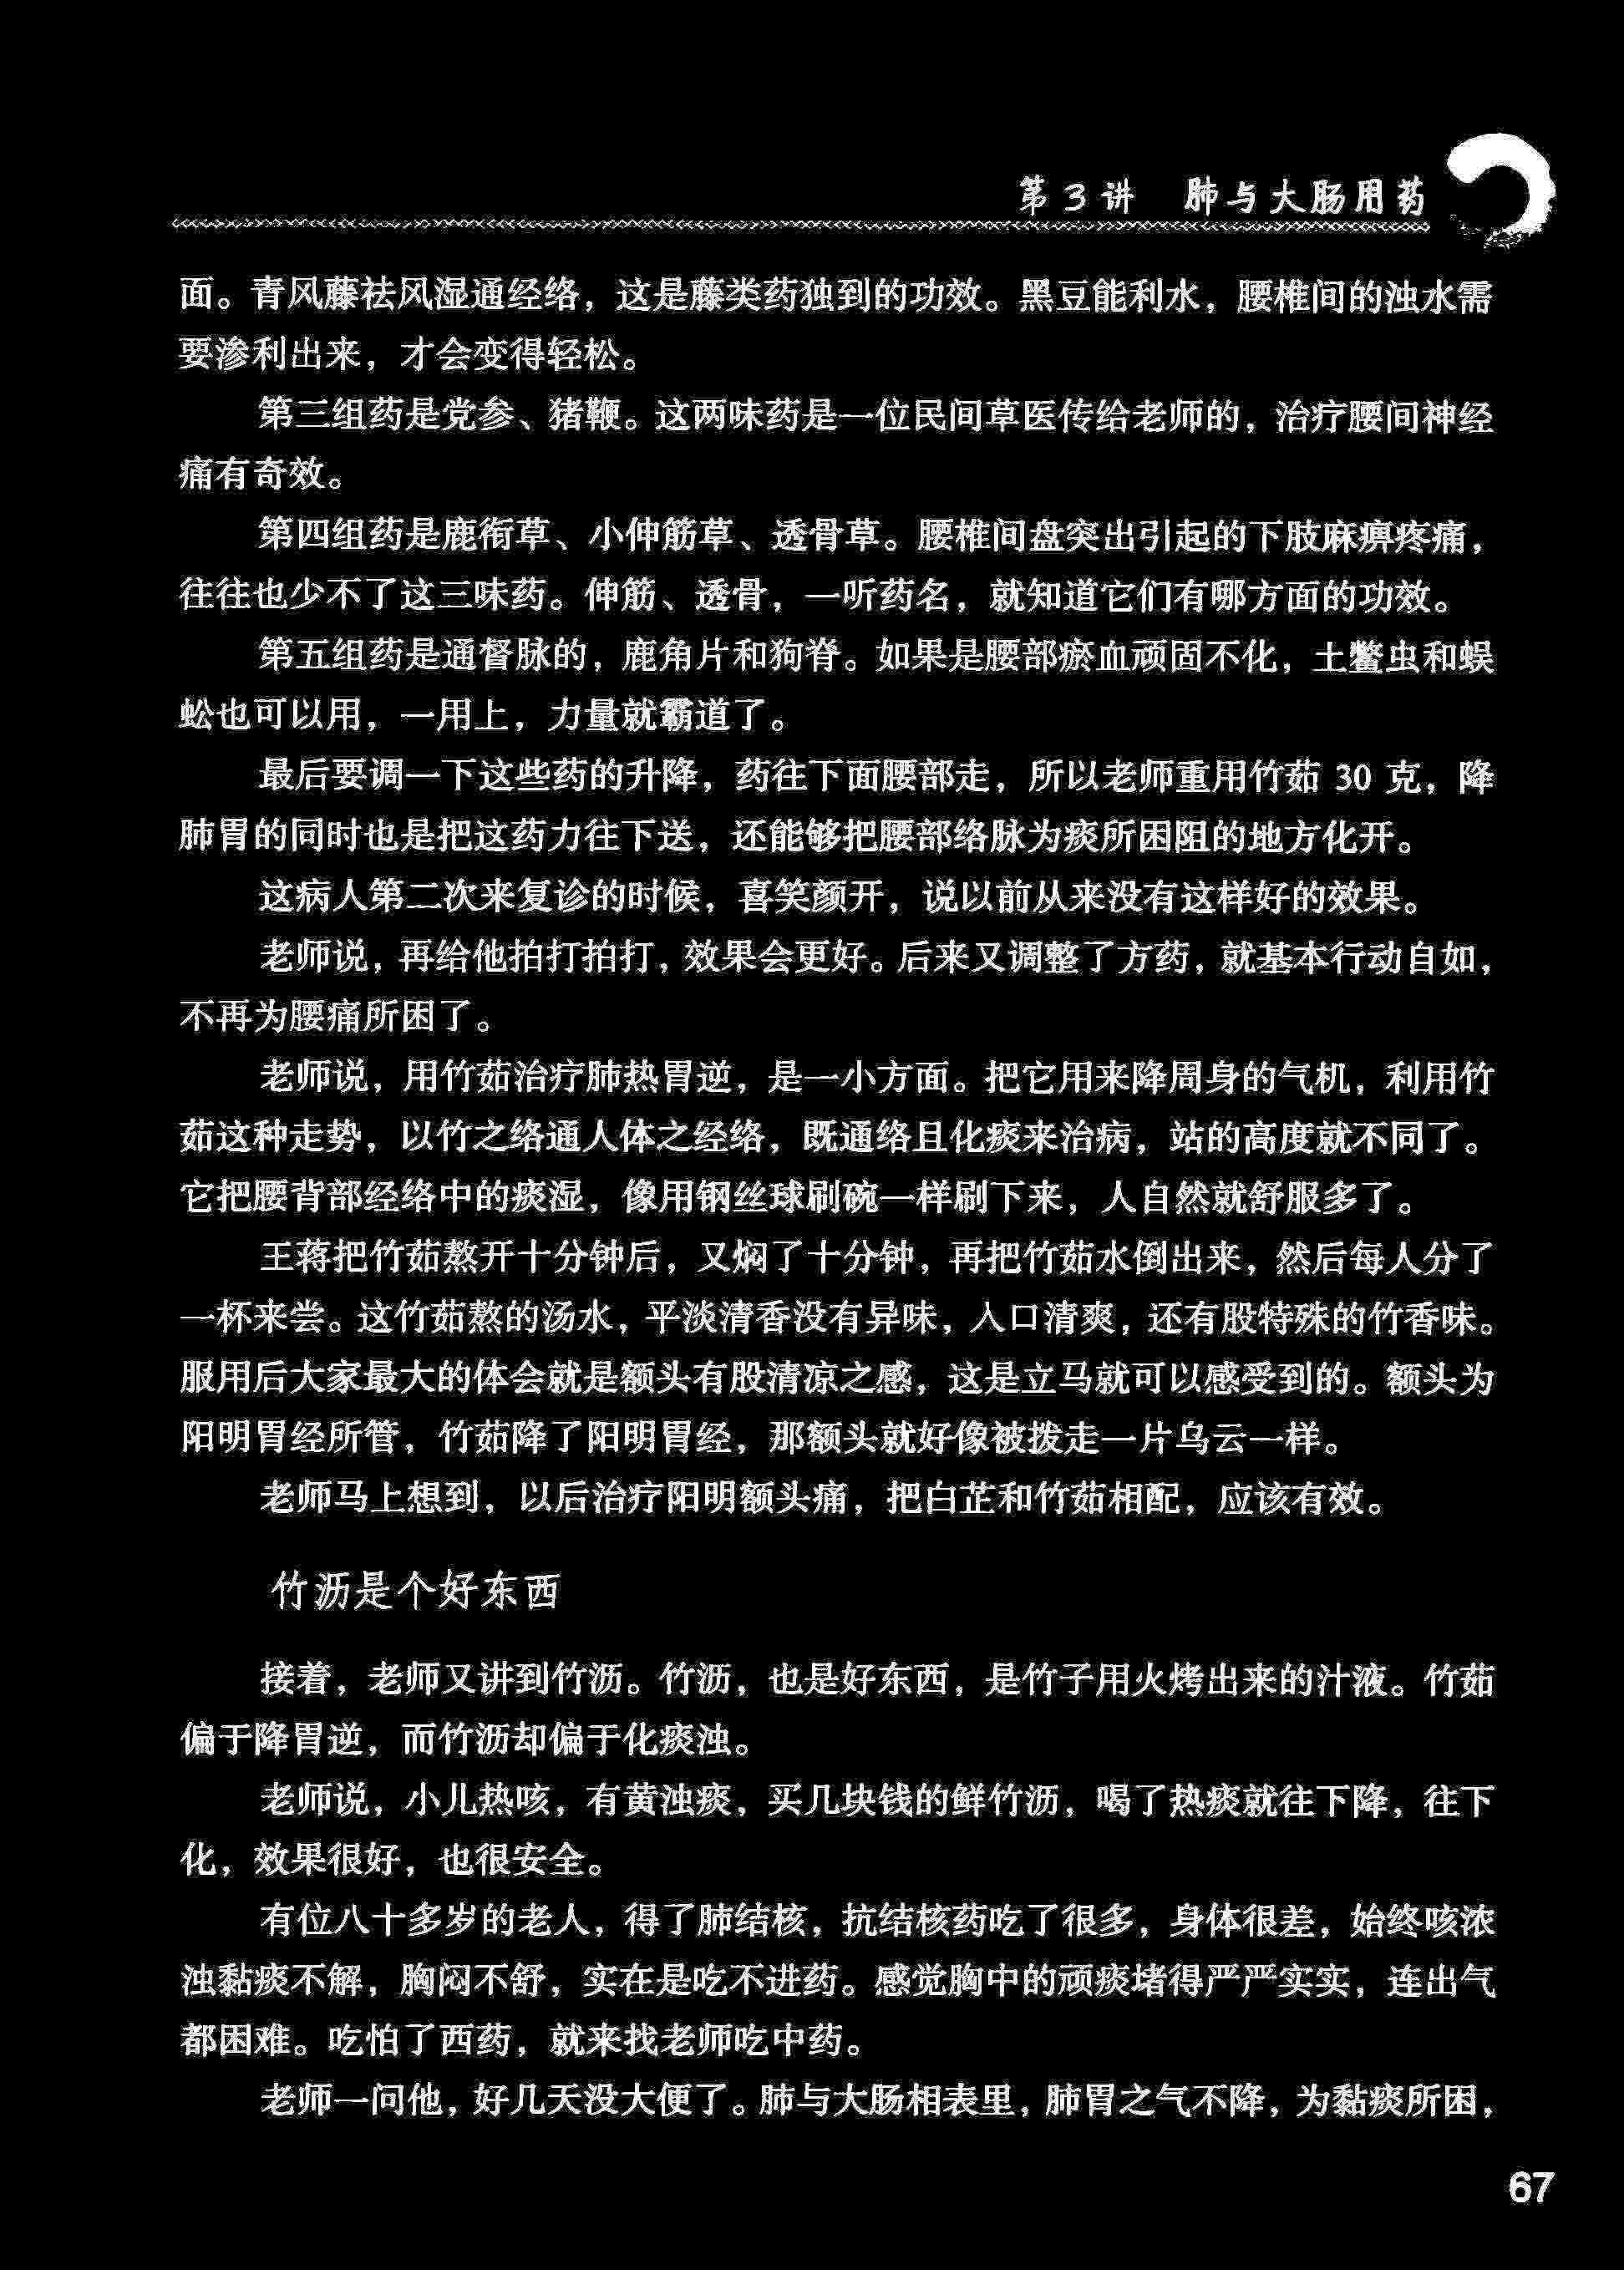 第3讲 肺与大肠用药
面。青风藤祛风湿通经络，这是藤类药独到的功效。黑豆能利水，腰椎间的浊水需
要渗利出来，才会变得轻松。
第三组药是党参、猪鞭。这两味药是一位民间草医传给老师的，治疗腰间神经
痛有奇效。
第四组药是鹿衔草、小伸筋草、透骨草。腰椎间盘突出引起的下肢麻痹疼痛，
往往也少不了这三味药。伸筋、透骨，一听药名，就知道它们有哪方面的功效。
第五组药是通督脉的，鹿角片和狗脊。如果是腰部瘀血顽固不化，土鳖虫和蜈
蚣也可以用，一用上，力量就霸道了。
最后要调一下这些药的升降，药往下面腰部走，所以老师重用竹茹 30 克，降
肺胃的同时也是把这药力往下送，还能够把腰部络脉为痰所困阻的地方化开。
这病人第二次来复诊的时候，喜笑颜开，说以前从来没有这样好的效果。
老师说，再给他拍打拍打，效果会更好。后来又调整了方药，就基本行动自如，
不再为腰痛所困了。
老师说，用竹茹治疗肺热胃逆，是一小方面。把它用来降周身的气机，利用竹
茹这种走势，以竹之络通人体之经络，既通络且化痰来治病，站的高度就不同了。
它把腰背部经络中的痰湿，像用钢丝球刷碗一样刷下来，人自然就舒服多了。
王蒋把竹茹熬开十分钟后，又焖了十分钟，再把竹茹水倒出来，然后每人分了
一杯来尝。这竹茹熬的汤水，平淡清香没有异味，入口清爽，还有股特殊的竹香味。
服用后大家最大的体会就是额头有股清凉之感，这是立马就可以感受到的。额头为
阳明胃经所管，竹茹降了阳明胃经，那额头就好像被拨走一片乌云一样。
老师马上想到，以后治疗阳明额头痛，把白芷和竹茹相配，应该有效。
竹沥是个好东西
接着，老师又讲到竹沥。竹沥，也是好东西，是竹子用火烤出来的汁液。竹茹
偏于降胃逆，而竹沥却偏于化痰浊。
老师说，小儿热咳，有黄浊痰，买几块钱的鲜竹沥，喝了热痰就往下降，往下
化，效果很好，也很安全。
有位八十多岁的老人，得了肺结核，抗结核药吃了很多，身体很差，始终咳浓
浊黏痰不解，胸闷不舒，实在是吃不进药。感觉胸中的顽痰堵得严严实实，连出气
都困难。吃怕了西药，就来找老师吃中药。
老师一问他，好几天没大便了。肺与大肠相表里，肺胃之气不降，为黏痰所困，
67